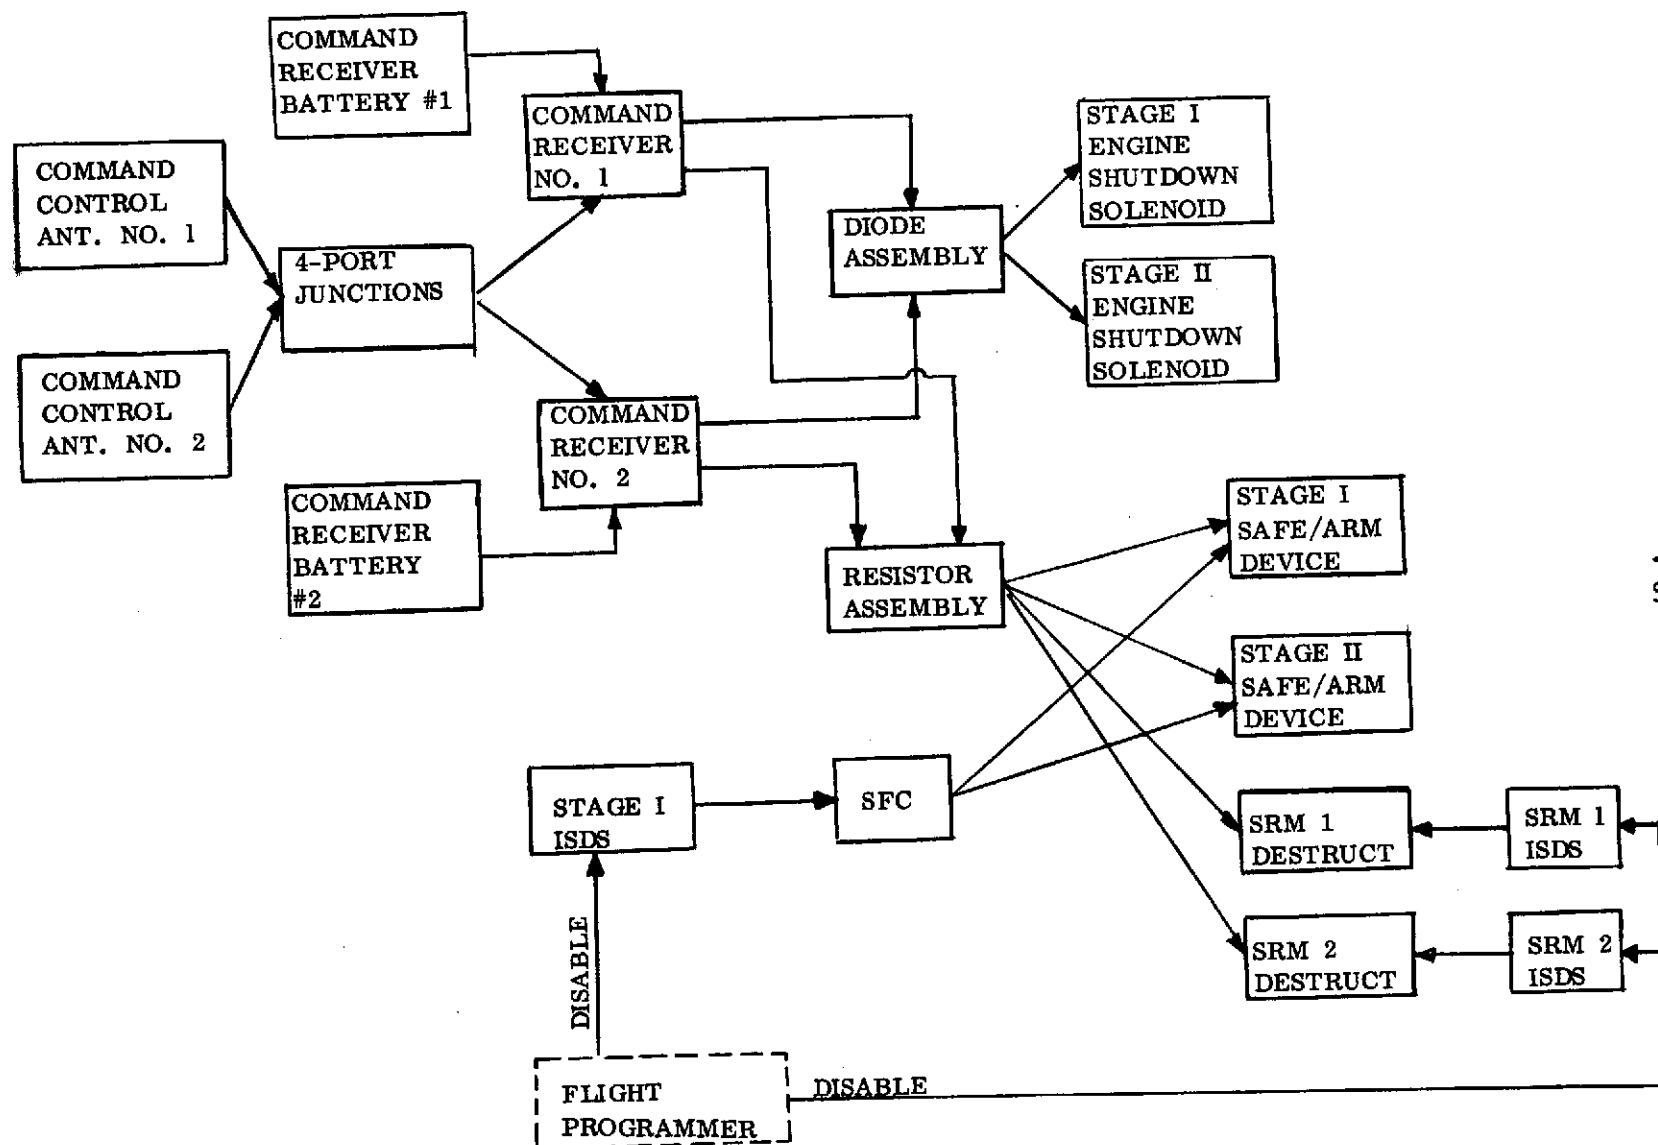 COMMAND
RECEIVER
BATTERY #1
COMMAND
RECEIVER
NO. 1
STAGE I
ENGINE
SHUTDOWN
SOLENOID
COMMAND
CONTROL
ANT. NO. 1
4-PORT
JUNCTIONS
DIODE
ASSEMBLY
STAGE II
ENGINE
SHUTDOWN
SOLENOID
COMMAND
CONTROL
ANT. NO. 2
COMMAND
RECEIVER
NO. 2
COMMAND
RECEIVER
BATTERY
#2
RESISTOR
ASSEMBLY
STAGE I
SAFE/ARM
DEVICE
STAGE II
SAFE/ARM
DEVICE
STAGE I
ISDS
SFC
SRM 1
DESTRUCT
SRM 1
ISDS
SRM 2
DESTRUCT
SRM 2
ISDS
DISABLE
FLIGHT
PROGRAMMER
DISABLE